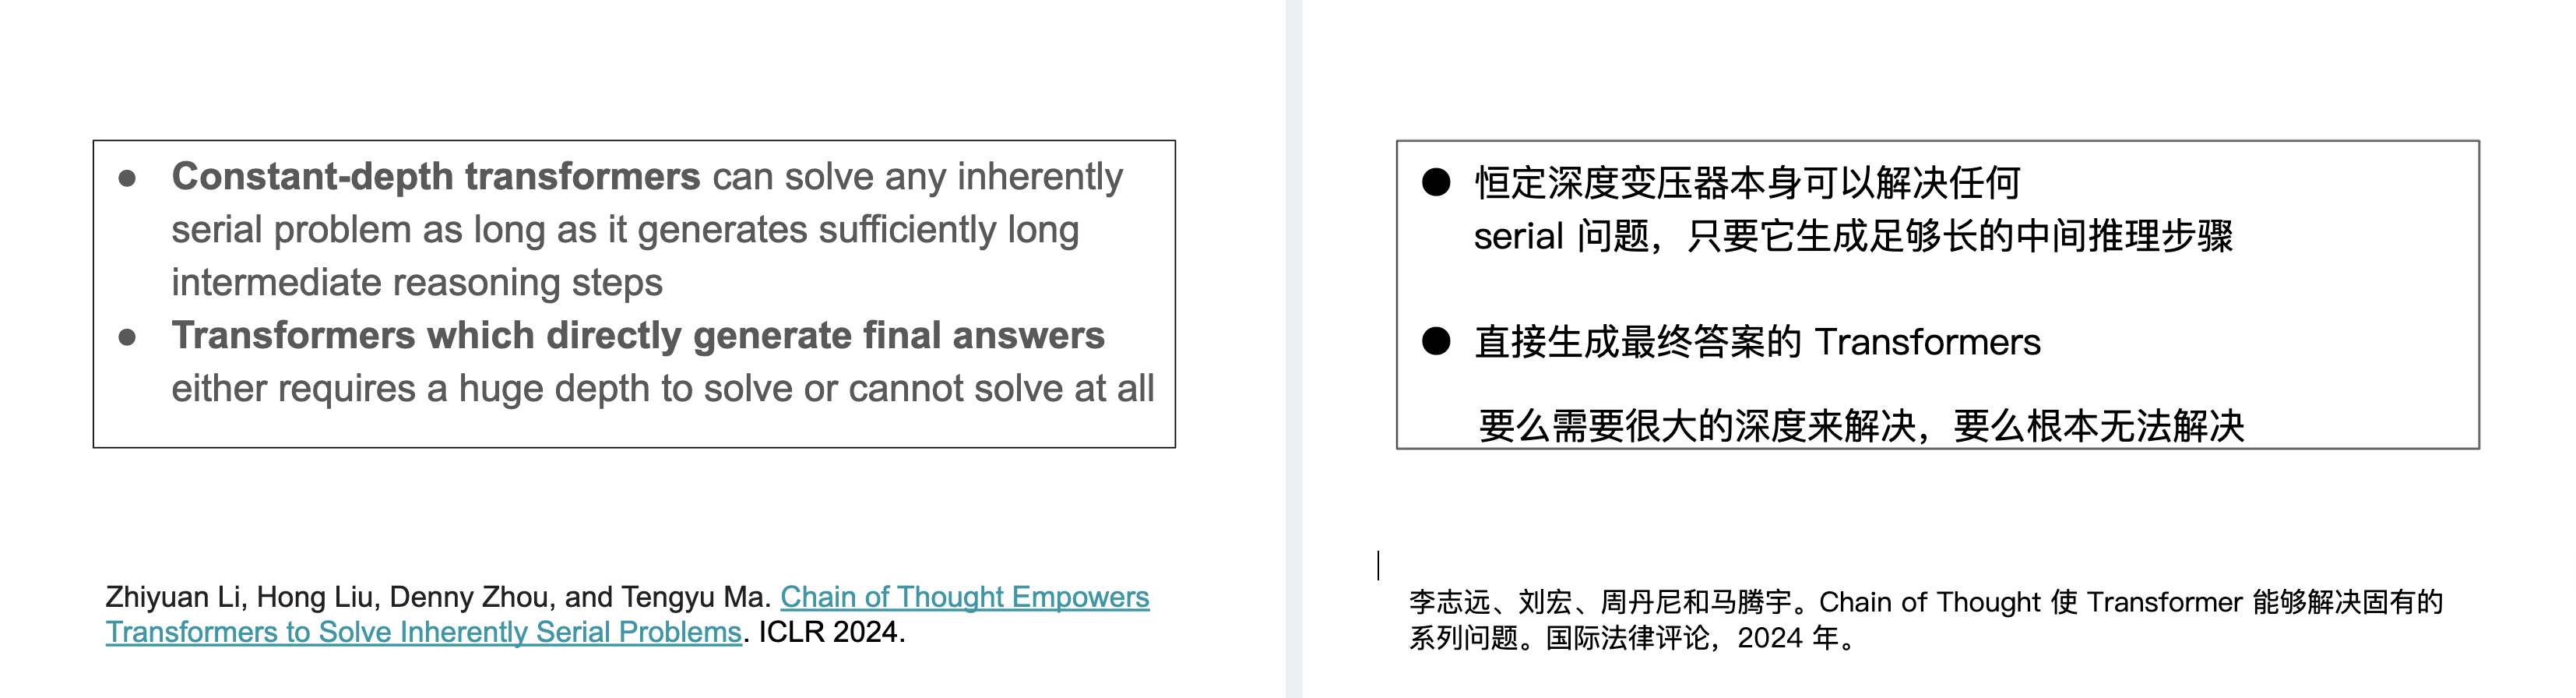 ● Constant-depth transformers can solve any inherently
serial problem as long as it generates sufficiently long
intermediate reasoning steps
● Transformers which directly generate final answers
either requires a huge depth to solve or cannot solve at all
Zhiyuan Li, Hong Liu, Denny Zhou, and Tengyu Ma. Chain of Thought Empowers
Transformers to Solve Inherently Serial Problems. ICLR 2024.
● 恒定深度变压器本身可以解决任何
serial 问题，只要它生成足够长的中间推理步骤
● 直接生成最终答案的 Transformers
要么需要很大的深度来解决，要么根本无法解决
李志远、刘宏、周丹尼和马腾宇。Chain of Thought 使 Transformer 能够解决固有的
系列问题。国际法律评论，2024 年。